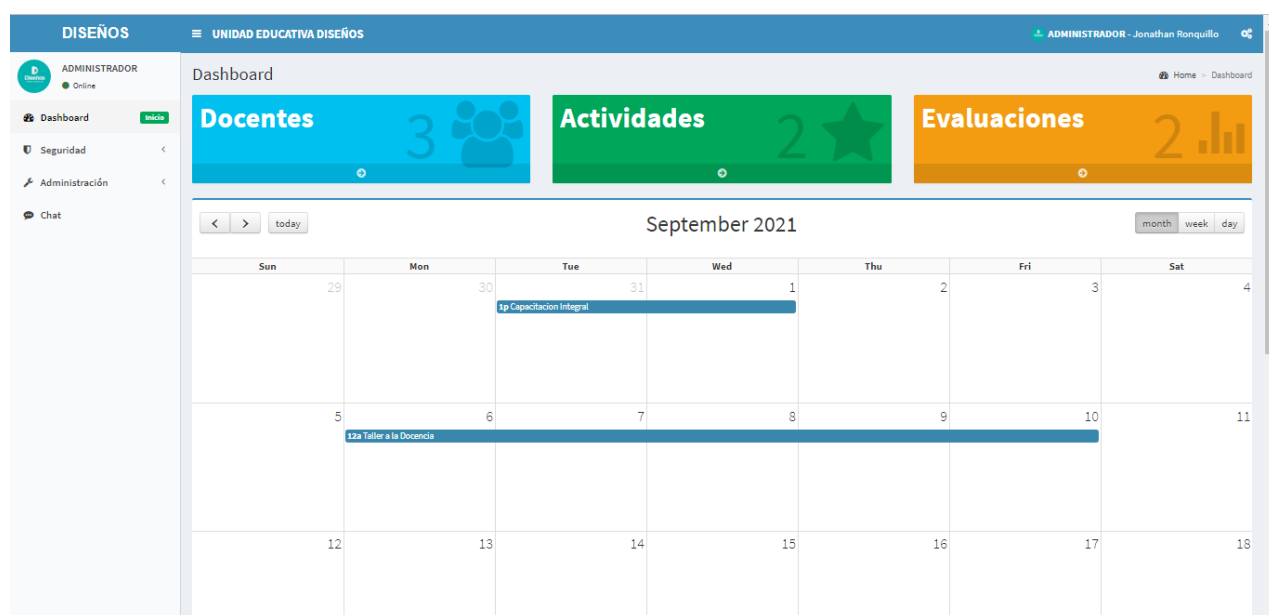 DISEÑOS
UNIDAD EDUCATIVA DISEÑOS
ADMINISTRADOR - Jonathan Ronquillo
D
Diseños
ADMINISTRADOR
Online
Dashboard Inicio
Seguridad
Administración
Chat
Dashboard
Home > Dashboard
Docentes 3
Actividades 2
Evaluaciones 2
today
September 2021
month week day
Sun Mon Tue Wed Thu Fri Sat
29 30 31 1 2 3 4
1p Capacitacion Integral
5 6 7 8 9 10 11
12a Taller a la Docencia
12 13 14 15 16 17 18